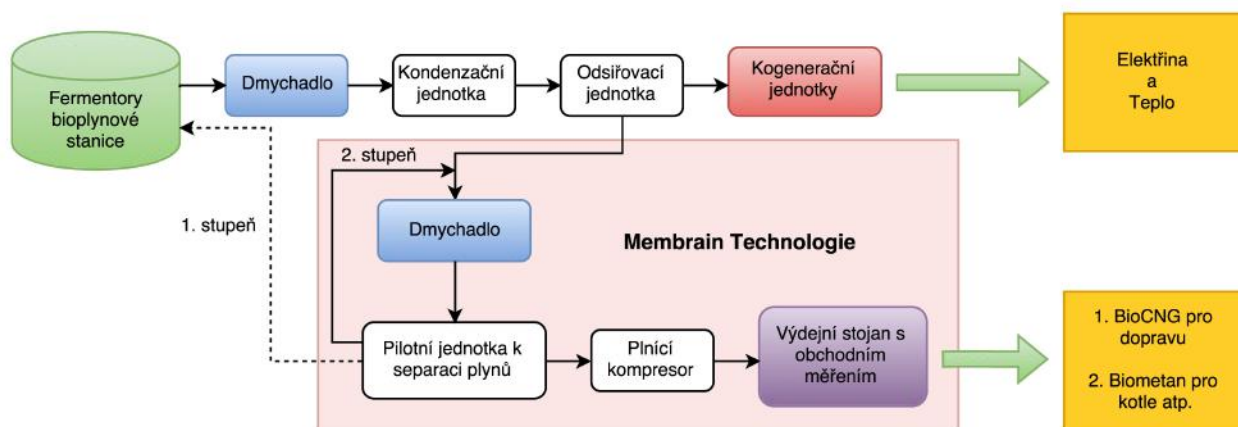 Fermentory
bioplynové
stanice
Dmychadlo
Kondenzační
jednotka
Odsiřovací
jednotka
Kogenerační
jednotky
Elektřina
a
Teplo
2. stupeň
1. stupeň
Dmychadlo
Membrain Technologie
Pilotní jednotka k
separaci plynů
Plnící
kompresor
Výdejní stojan s
obchodním
měřením
1. BioCNG pro
dopravu
2. Biometan pro
kotle atp.